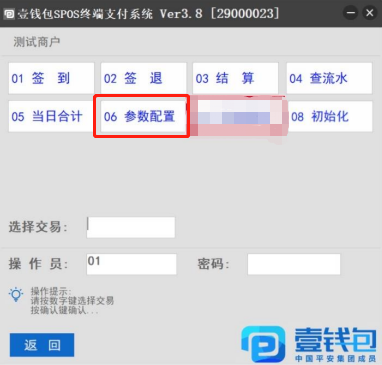 壹钱包SPOS终端支付系统 Ver3.8 [29000023]
测试商户
01 签 到 02 签 退 03 结 算 04 查流水
05 当日合计 06 参数配置 08 初始化
选择交易:
操 作 员: 01 密码:
操作提示:
请按数字键选择交易
按确认键确认...
返 回
壹钱包
中国平安集团成员